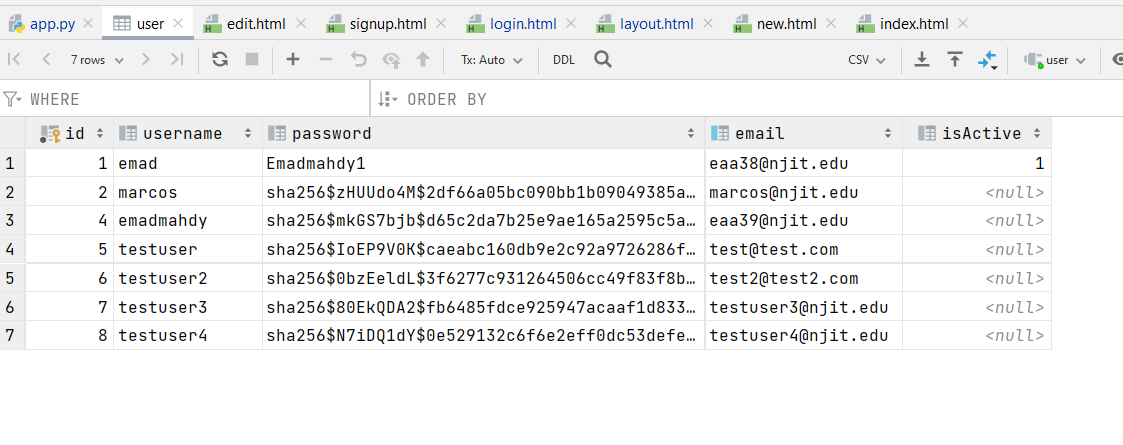 app.py user edit.html signup.html login.html layout.html new.html index.html
7 rows Tx: Auto DDL CSV user
WHERE ORDER BY
id username password email isActive
1 1 emad Emadmahdy1 eaa38@njit.edu 1
2 2 marcos sha256$zHUUdo4M$2df66a05bc090bb1b09049385a… marcos@njit.edu <null>
3 4 emadmahdy sha256$mkGS7bjb$d65c2da7b25e9ae165a2595c5a… eaa39@njit.edu <null>
4 5 testuser sha256$IoEP9V0K$caeabc160db9e2c92a9726286f… test@test.com <null>
5 6 testuser2 sha256$0bzEeldL$3f6277c931264506cc49f83f8b… test2@test2.com <null>
6 7 testuser3 sha256$80EkQDA2$fb6485fdce925947acaaf1d833… testuser3@njit.edu <null>
7 8 testuser4 sha256$N7iDQ1dY$0e529132c6f6e2eff0dc53defe… testuser4@njit.edu <null>